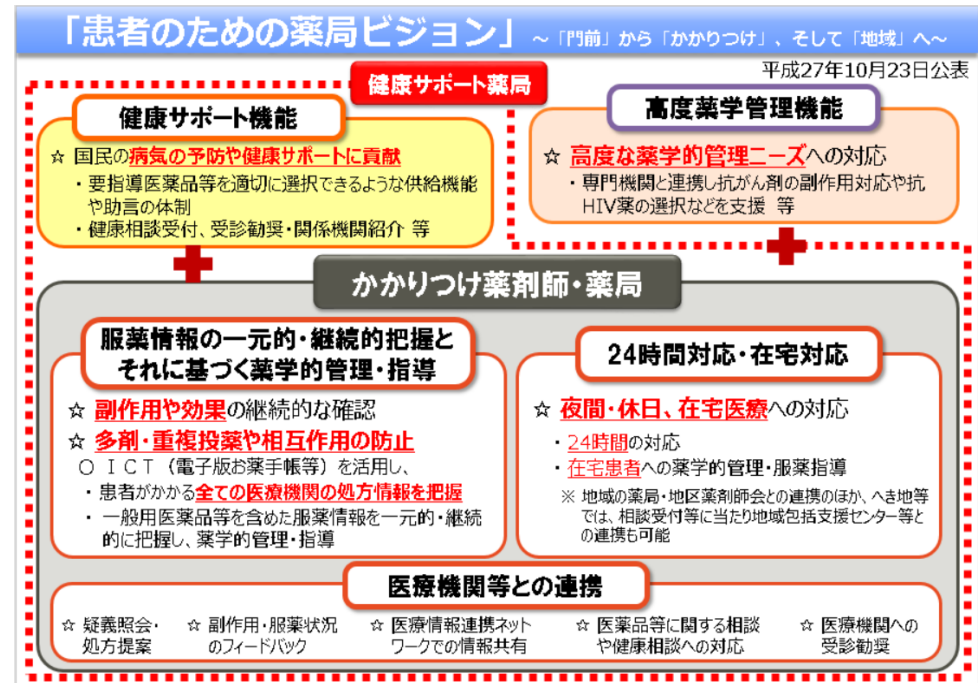 「患者のための薬局ビジョン」 ～「門前」から「かかりつけ」、そして「地域」へ～
平成27年10月23日公表
健康サポート薬局
健康サポート機能
☆ 国民の病気の予防や健康サポートに貢献
・要指導医薬品等を適切に選択できるような供給機能
や助言の体制
・健康相談受付、受診勧奨・関係機関紹介 等
高度薬学管理機能
☆ 高度な薬学的管理ニーズへの対応
・専門機関と連携し抗がん剤の副作用対応や抗
HIV薬の選択などを支援 等
かかりつけ薬剤師・薬局
服薬情報の一元的・継続的把握と
それに基づく薬学的管理・指導
☆ 副作用や効果の継続的な確認
☆ 多剤・重複投薬や相互作用の防止
○ ＩＣＴ（電子版お薬手帳等）を活用し、
・患者がかかる全ての医療機関の処方情報を把握
・一般用医薬品等を含めた服薬情報を一元的・継続
的に把握し、薬学的管理・指導
24時間対応・在宅対応
☆ 夜間・休日、在宅医療への対応
・24時間の対応
・在宅患者への薬学的管理・服薬指導
※ 地域の薬局・地区薬剤師会との連携のほか、へき地等
では、相談受付等に当たり地域包括支援センター等と
の連携も可能
医療機関等との連携
☆ 疑義照会・
処方提案
☆ 副作用・服薬状況
のフィードバック
☆ 医療情報連携ネット
ワークでの情報共有
☆ 医薬品等に関する相談
や健康相談への対応
☆ 医療機関への
受診勧奨